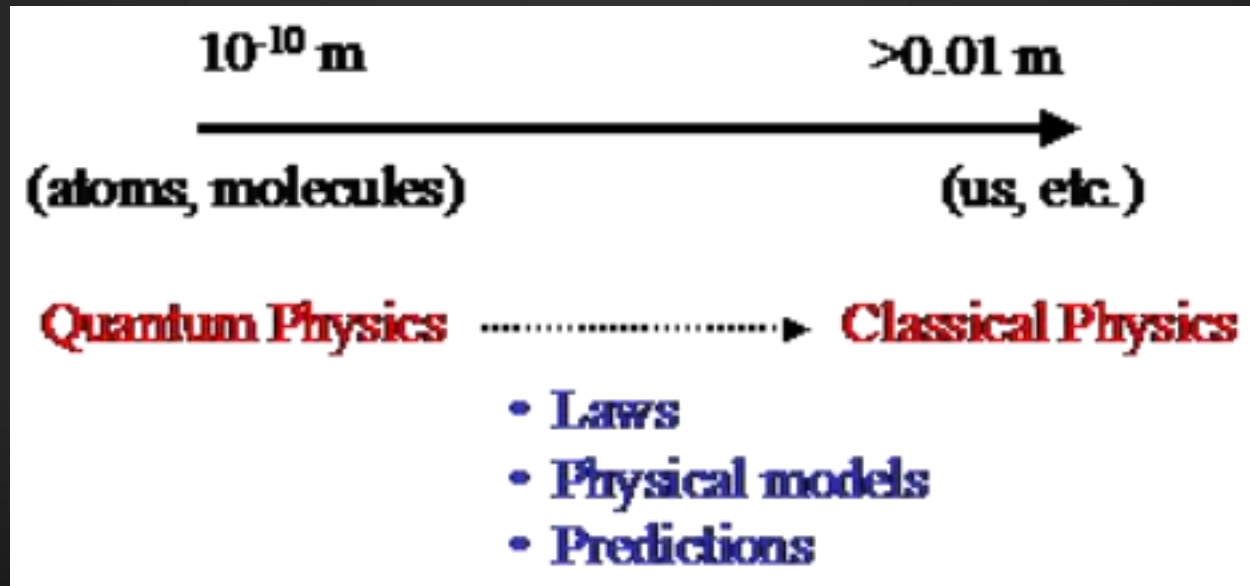 10⁻¹⁰ m >0.01 m
(atoms, molecules) (us, etc.)
Quantum Physics Classical Physics
• Laws
• Physical models
• Predictions